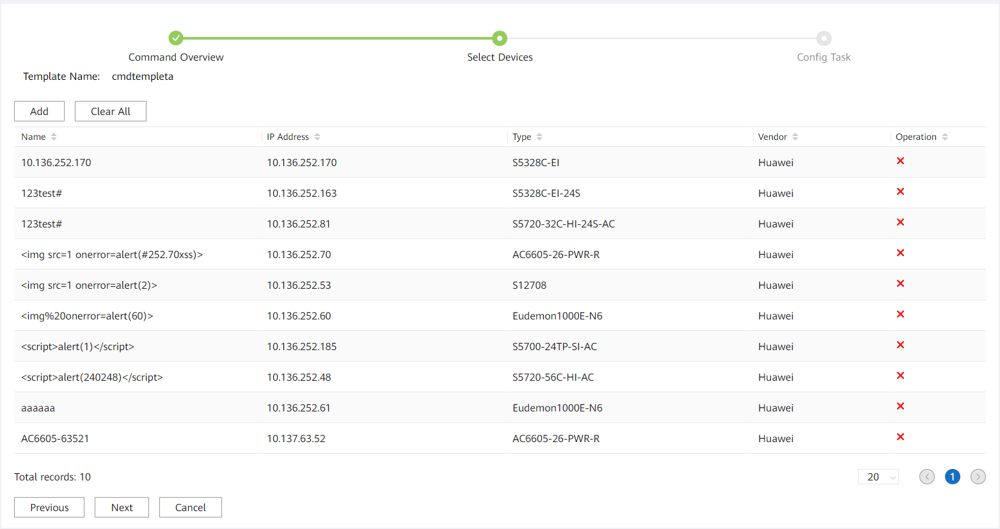 Command Overview Select Devices Config Task
Template Name: cmdtempleta
Add Clear All
Name IP Address Type Vendor Operation
10.136.252.170 10.136.252.170 S5328C-EI Huawei
123test# 10.136.252.163 S5328C-EI-24S Huawei
123test# 10.136.252.81 S5720-32C-HI-24S-AC Huawei
<img src=1 onerror=alert(#252.70xss)> 10.136.252.70 AC6605-26-PWR-R Huawei
<img src=1 onerror=alert(2)> 10.136.252.53 S12708 Huawei
<img%20onerror=alert(60)> 10.136.252.60 Eudemon1000E-N6 Huawei
<script>alert(1)</script> 10.136.252.185 S5700-24TP-SI-AC Huawei
<script>alert(240248)</script> 10.136.252.48 S5720-56C-HI-AC Huawei
aaaaaa 10.136.252.61 Eudemon1000E-N6 Huawei
AC6605-63521 10.137.63.52 AC6605-26-PWR-R Huawei
Total records: 10 20 1
Previous Next Cancel